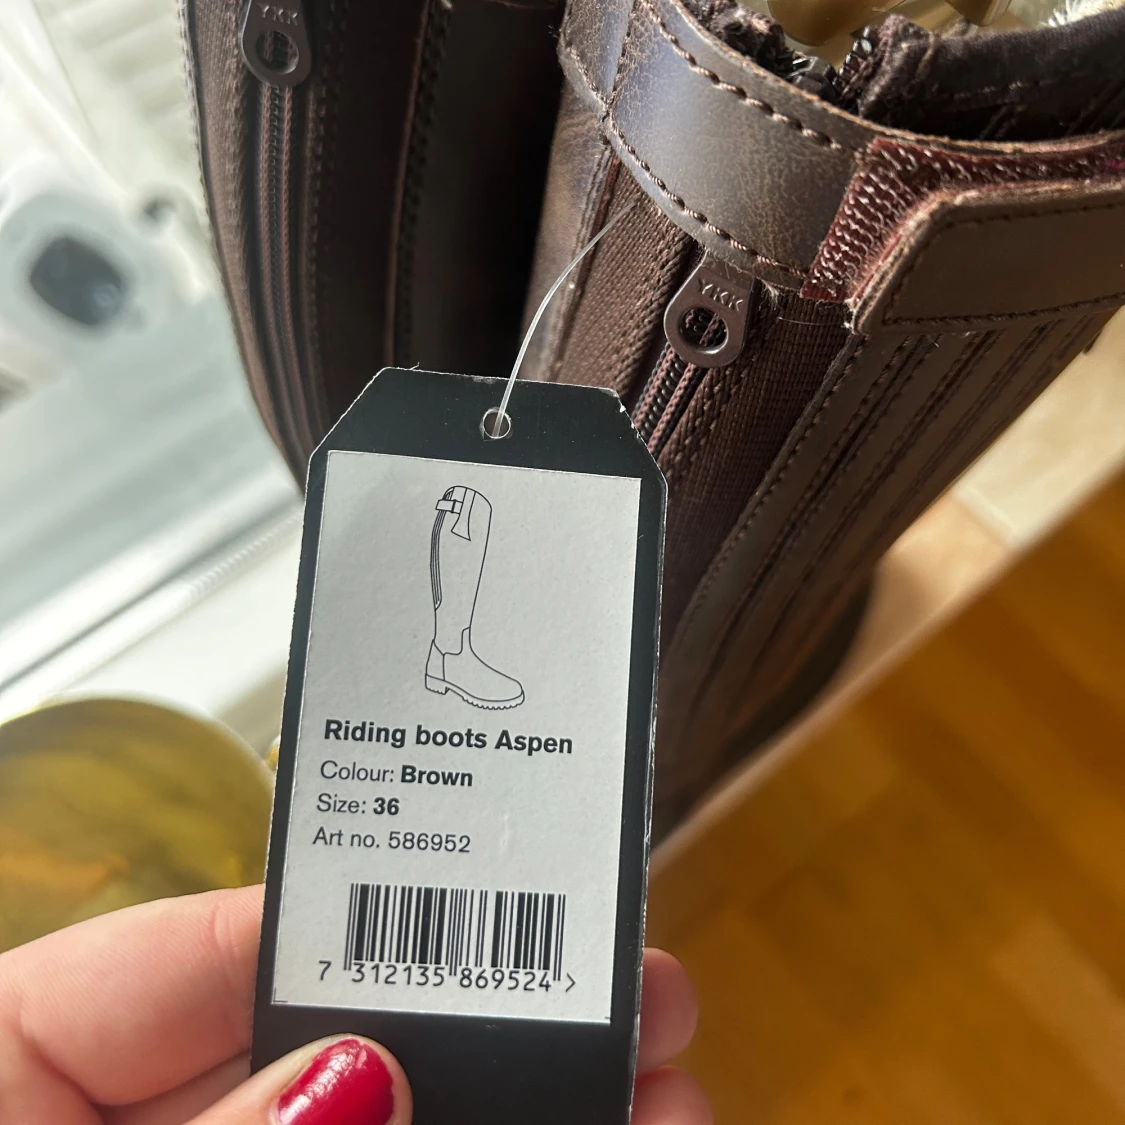 YKK
YKK
Riding boots Aspen
Colour: Brown
Size: 36
Art no. 586952
7 312135 869524 >